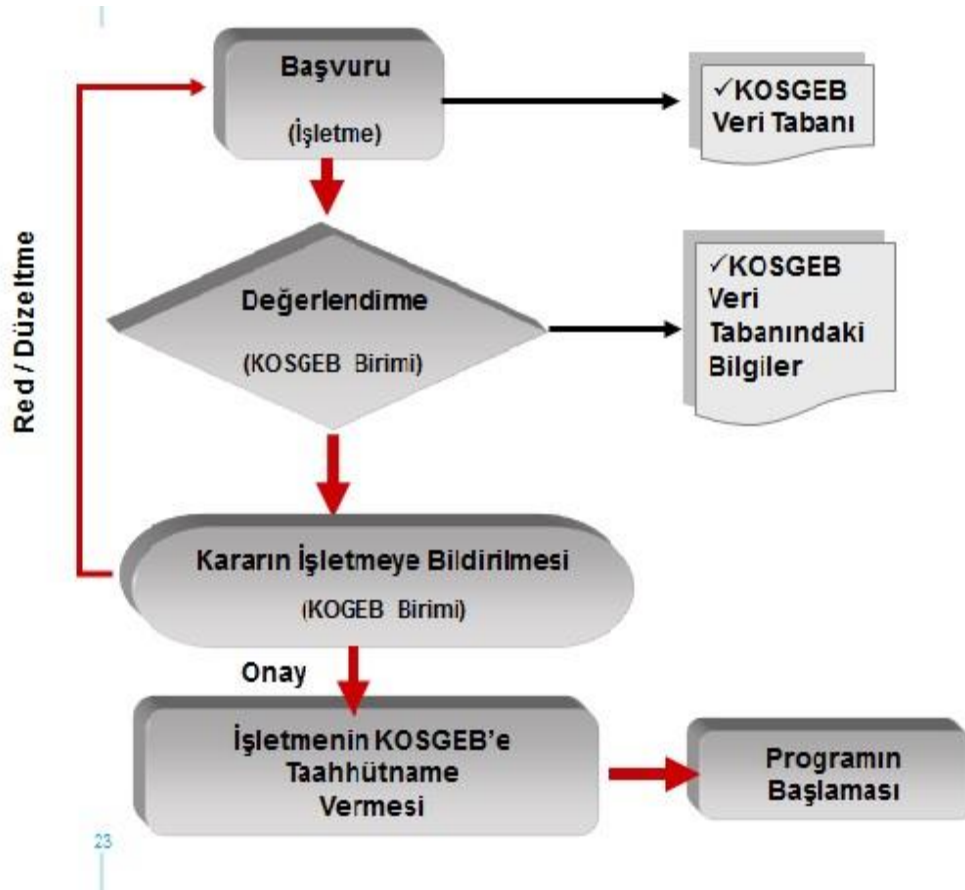 Başvuru
(İşletme)
✓KOSGEB
Veri Tabanı
Red / Düzeltme
Değerlendirme
(KOSGEB Birimi)
✓KOSGEB
Veri
Tabanındaki
Bilgiler
Kararın İşletmeye Bildirilmesi
(KOGEB Birimi)
Onay
İşletmenin KOSGEB'e
Taahhütname
Vermesi
Programın
Başlaması
23